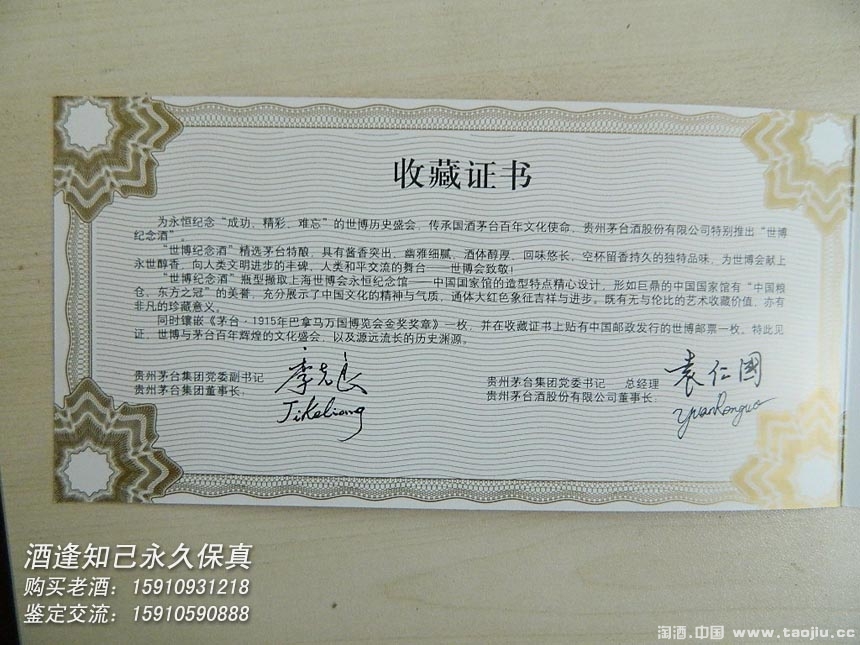 收藏证书
为永恒纪念“成功、精彩、难忘”的世博历史盛会，传承国酒茅台百年文化使命，贵州茅台酒股份有限公司特别推出“世博
纪念酒”
“世博纪念酒”精选茅台特酿，具有酱香突出、幽雅细腻、酒体醇厚、回味悠长、空杯留香持久的独特品味，为世博会献上
永世醇香，向人类文明进步的丰碑、人类和平交流的舞台——世博会致敬！
“世博纪念酒”瓶型撷取上海世博会永恒纪念馆——中国国家馆的造型特点精心设计，形如巨鼎的中国国家馆有“中国粮
仓、东方之冠”的美誉，充分展示了中国文化的精神与气质，通体大红色象征吉祥与进步。既有无与伦比的艺术收藏价值，亦有
非凡的珍藏意义。
同时镶嵌《茅台·1915年巴拿马万国博览会金奖奖章》一枚，并在收藏证书上贴有中国邮政发行的世博邮票一枚。特此见
证，世博与茅台百年辉煌的文化盛会，以及源远流长的历史渊源。
贵州茅台集团党委副书记
贵州茅台集团董事长：
季克良
JiKeliang
贵州茅台集团党委书记 总经理
贵州茅台酒股份有限公司董事长：
袁仁國
YuanRenguo
酒逢知己永久保真
购买老酒：15910931218
鉴定交流：15910590888
淘酒.中国 www.taojiu.cc